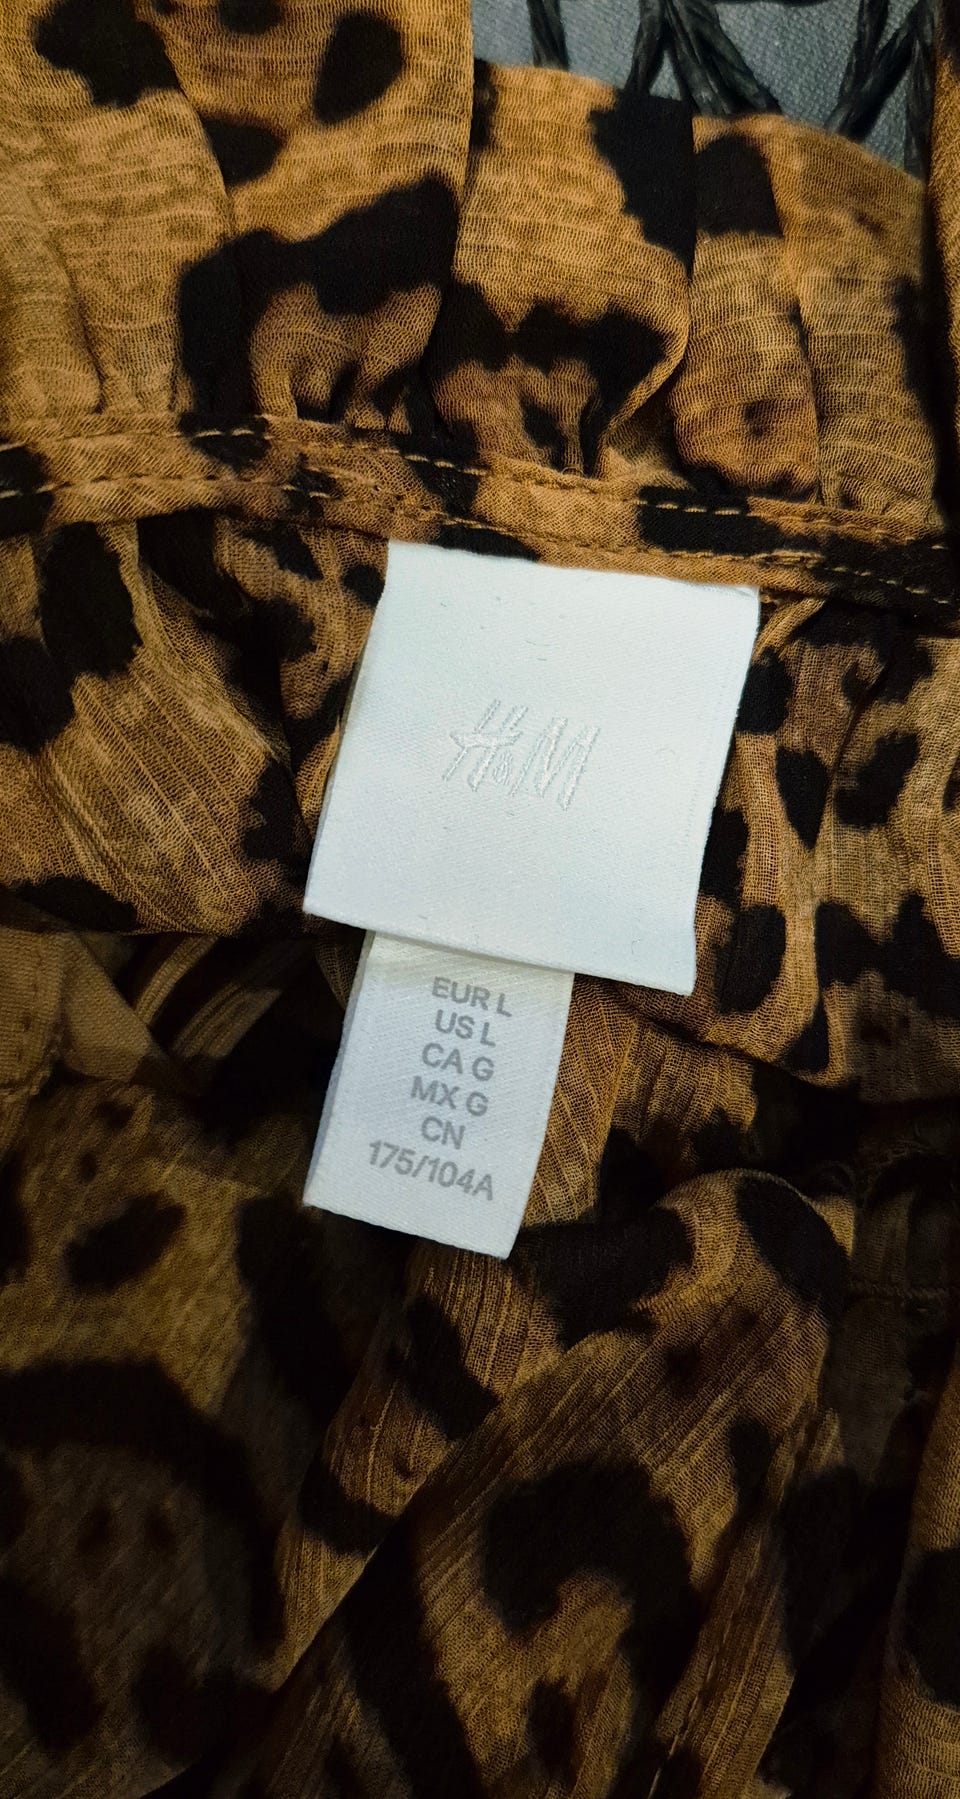 H&M
EUR L
US L
CA G
MX G
CN
175/104A